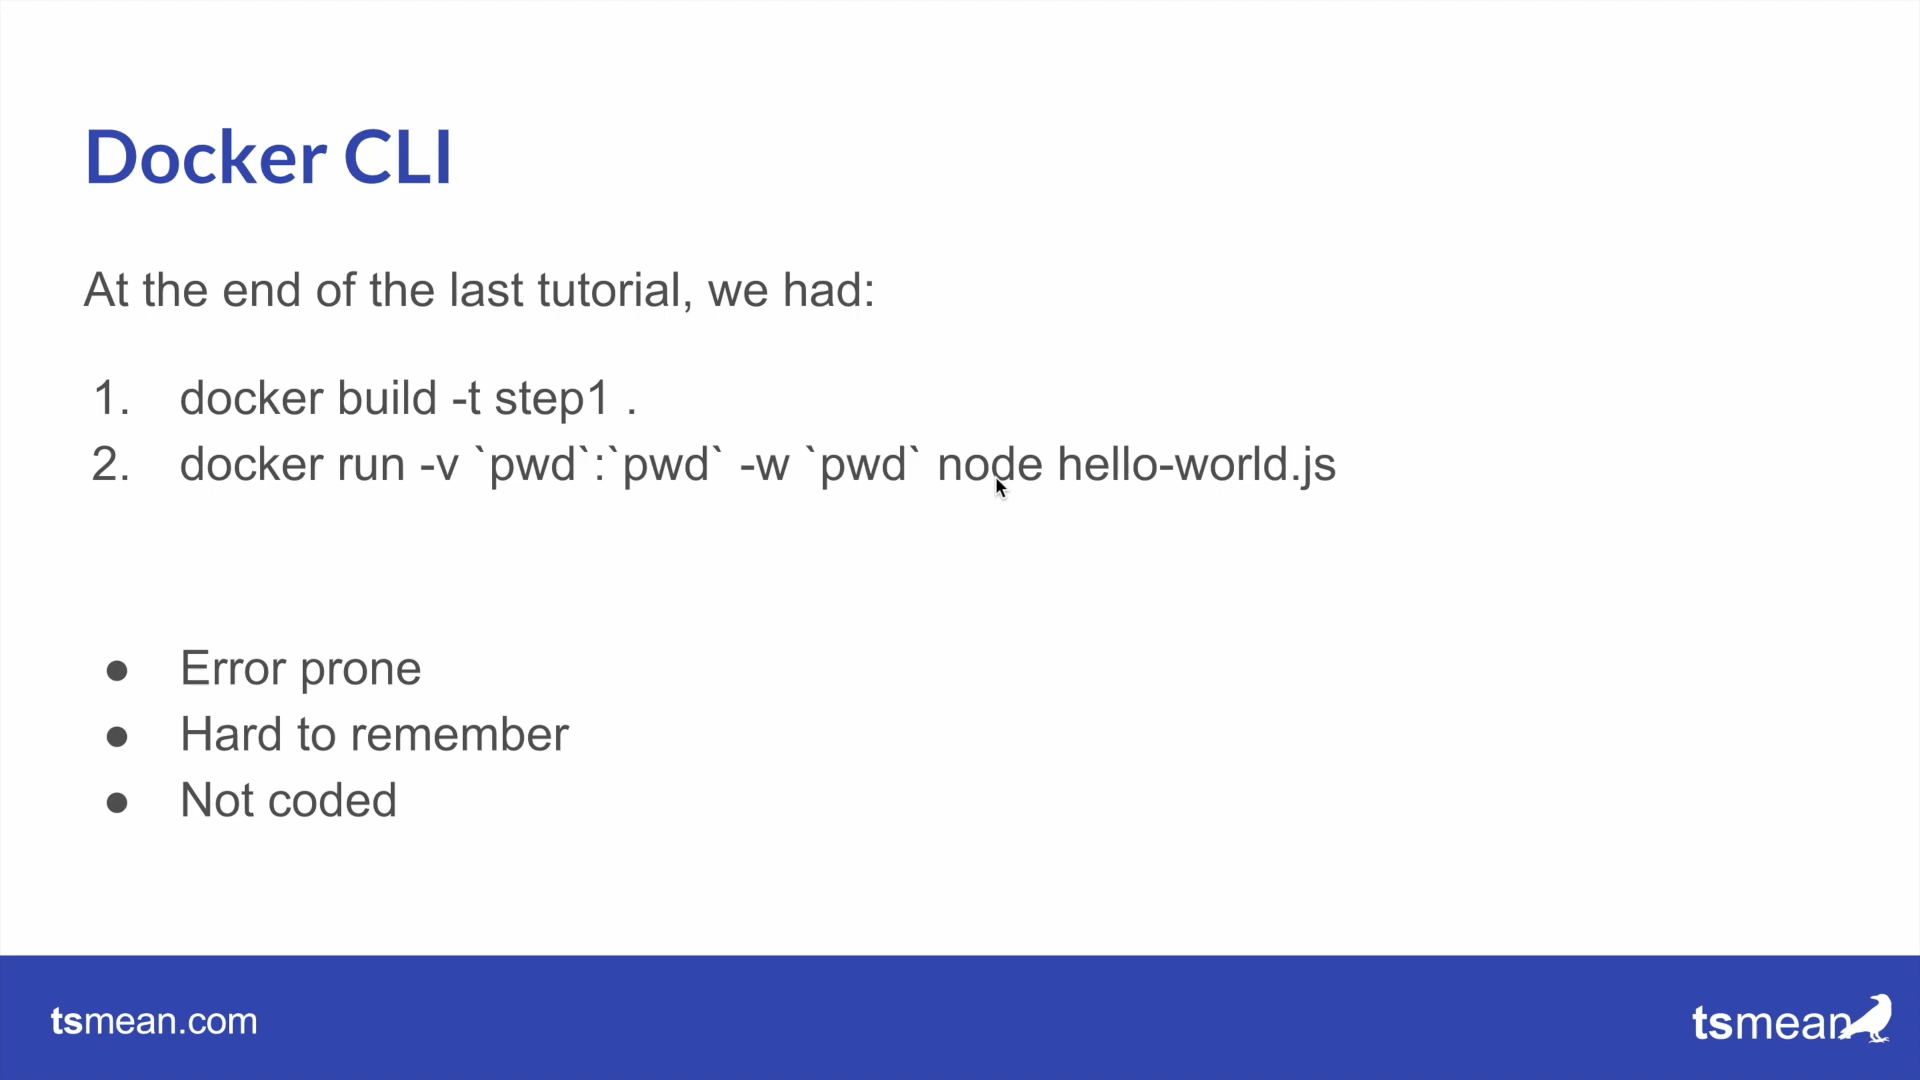 Docker CLI
At the end of the last tutorial, we had:
1. docker build -t step1 .
2. docker run -v `pwd`:`pwd` -w `pwd` node hello-world.js
● Error prone
● Hard to remember
● Not coded
tsmean.com
tsmean